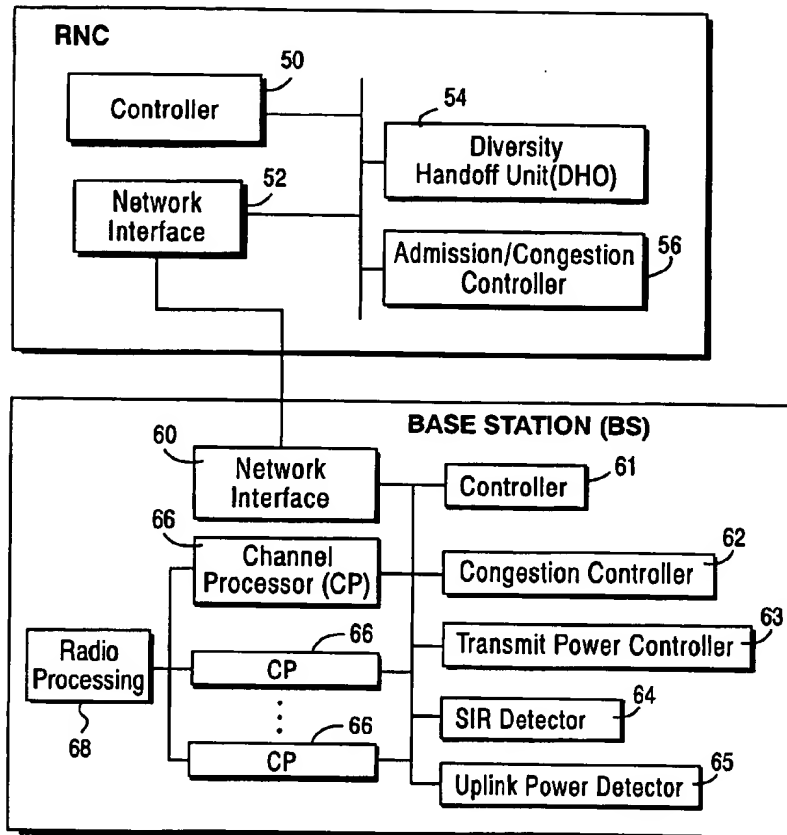 RNC
50
Controller
54
Diversity
Handoff Unit(DHO)
52
Network
Interface
Admission/Congestion
Controller
56
BASE STATION (BS)
60
Network
Interface
Controller
61
66
Channel
Processor (CP)
62
Congestion Controller
66
CP
Transmit Power Controller
63
Radio
Processing
68
66
CP
SIR Detector
64
Uplink Power Detector
65